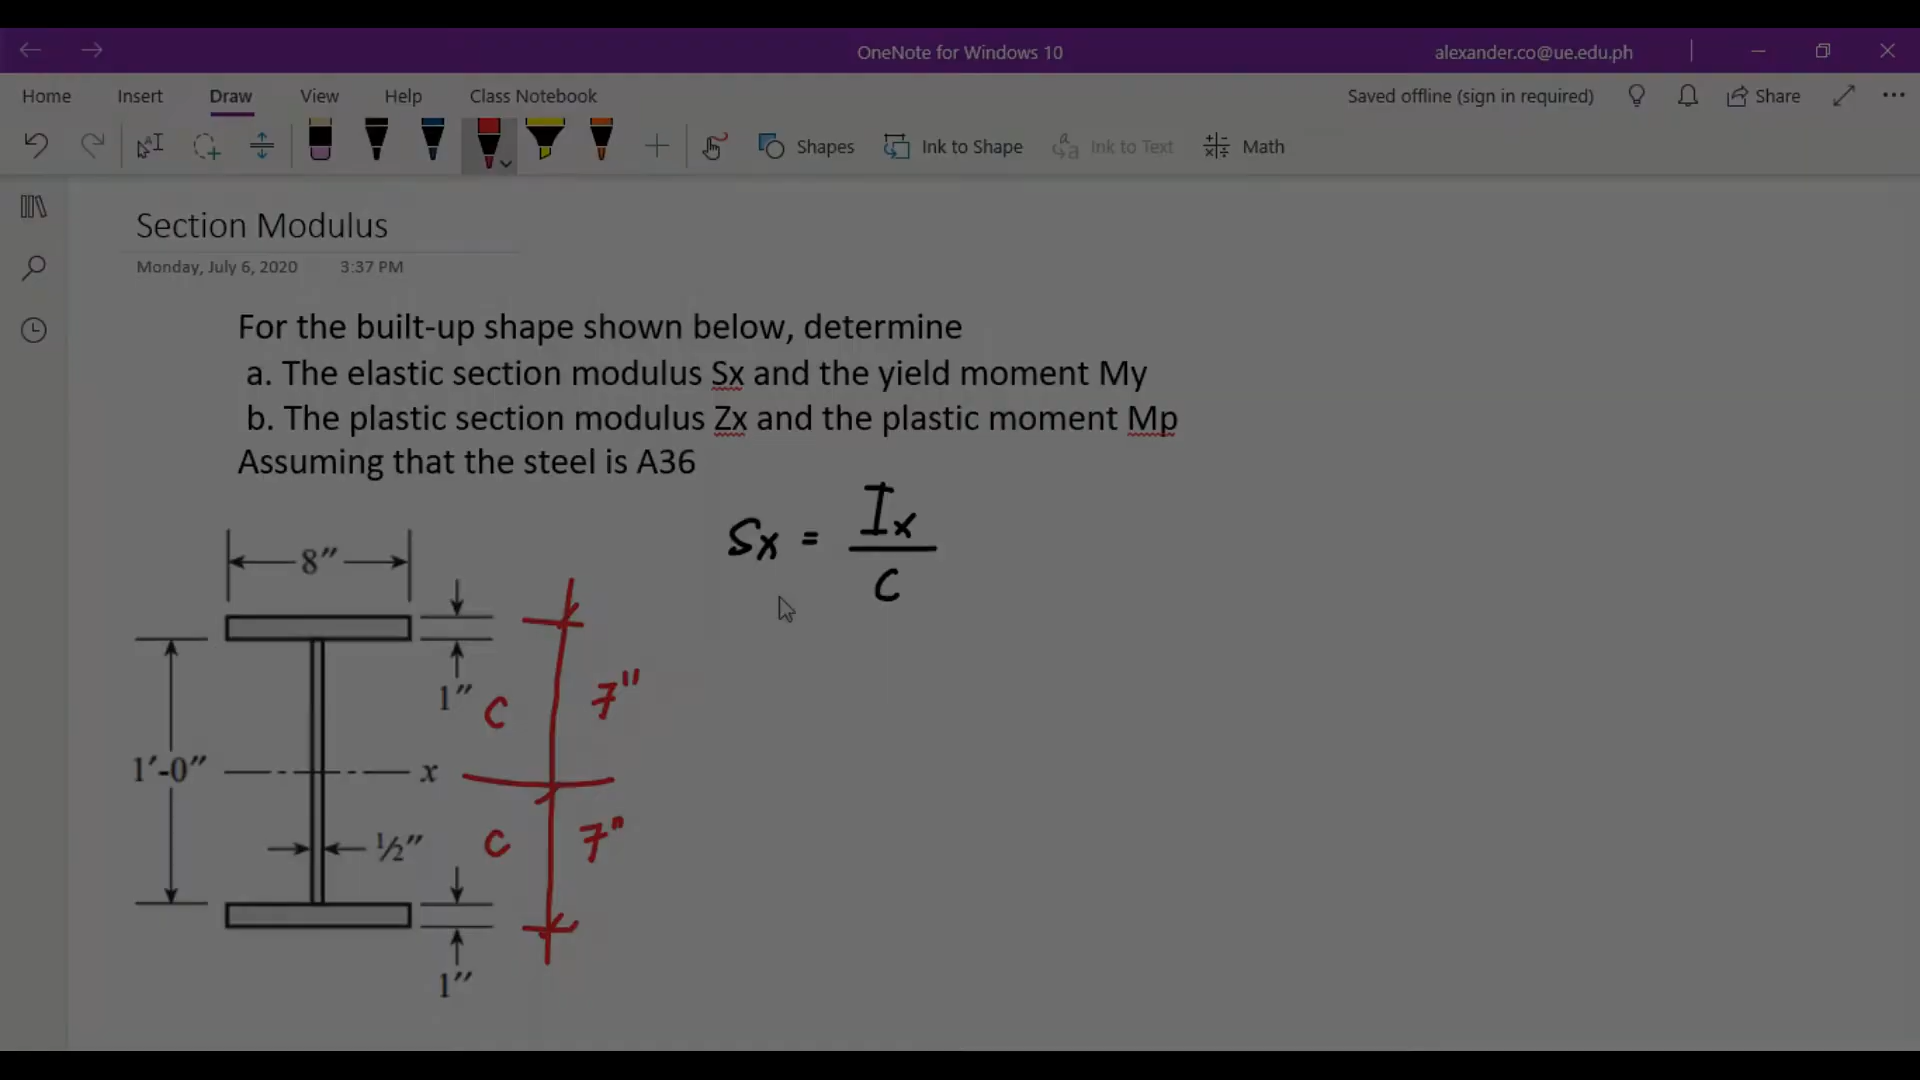 OneNote for Windows 10
alexander.co@ue.edu.ph
Home Insert Draw View Help Class Notebook
Saved offline (sign in required) Share
Shapes Ink to Shape Ink to Text Math
Section Modulus
Monday, July 6, 2020 3:37 PM
For the built-up shape shown below, determine
a. The elastic section modulus Sx and the yield moment My
b. The plastic section modulus Zx and the plastic moment Mp
Assuming that the steel is A36
Sx = Ix
c
8″
1″ c 7"
1′-0″ x
½″ c 7"
1″